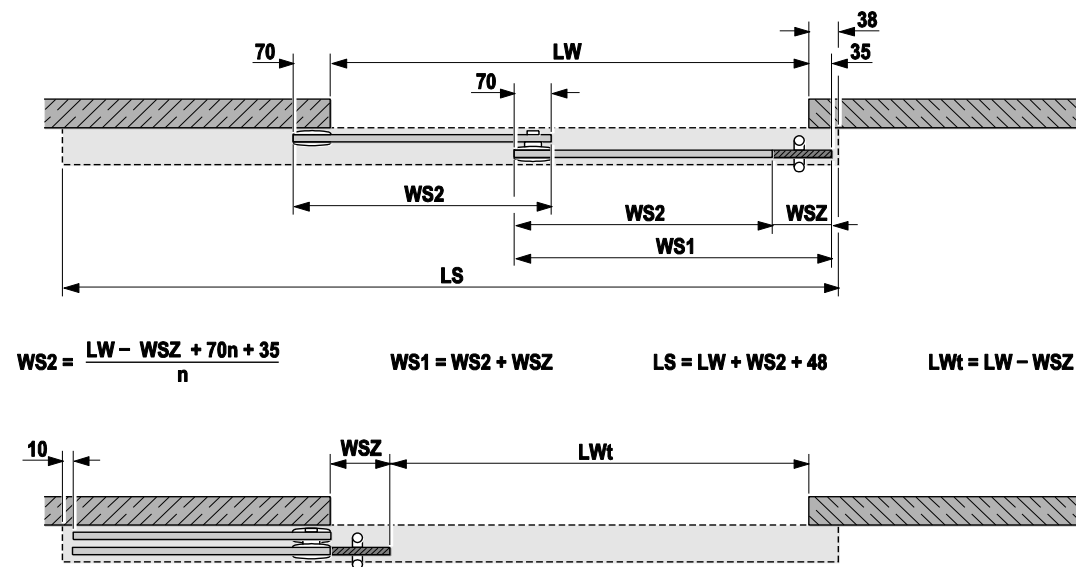 38
70
LW
35
70
WS2
WS2
WSZ
WS1
LS
WS2 = LW – WSZ + 70n + 35
n
WS1 = WS2 + WSZ
LS = LW + WS2 + 48
LWt = LW – WSZ
10
WSZ
LWt